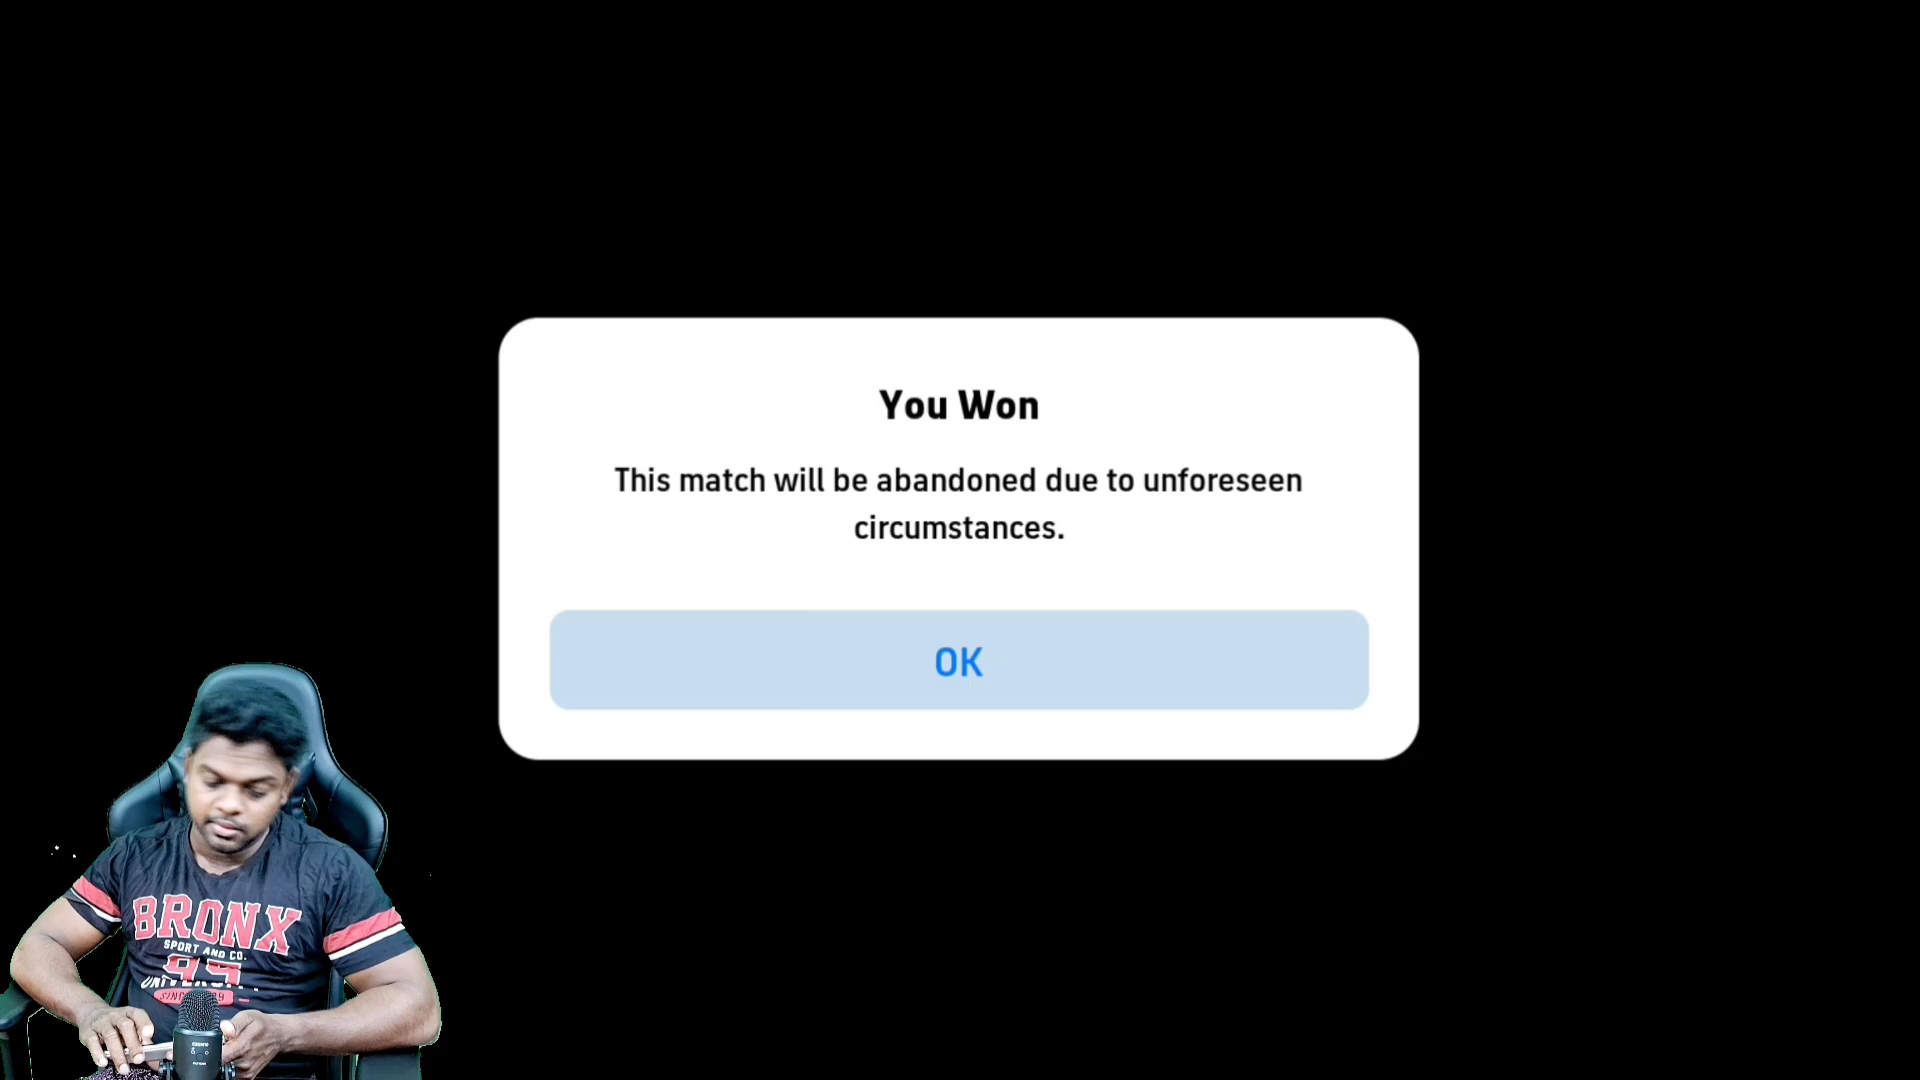 You Won
This match will be abandoned due to unforeseen
circumstances.
OK
BRONX
SPORT AND CO.